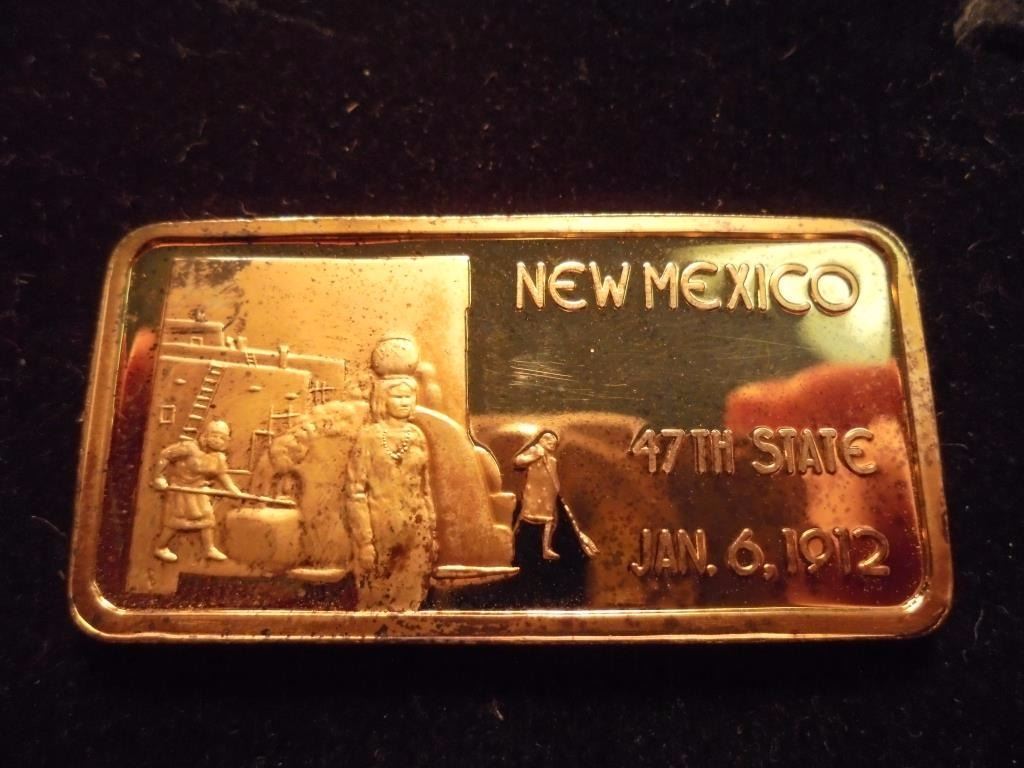 NEW MEXICO
47TH STATE
JAN. 6, 1912